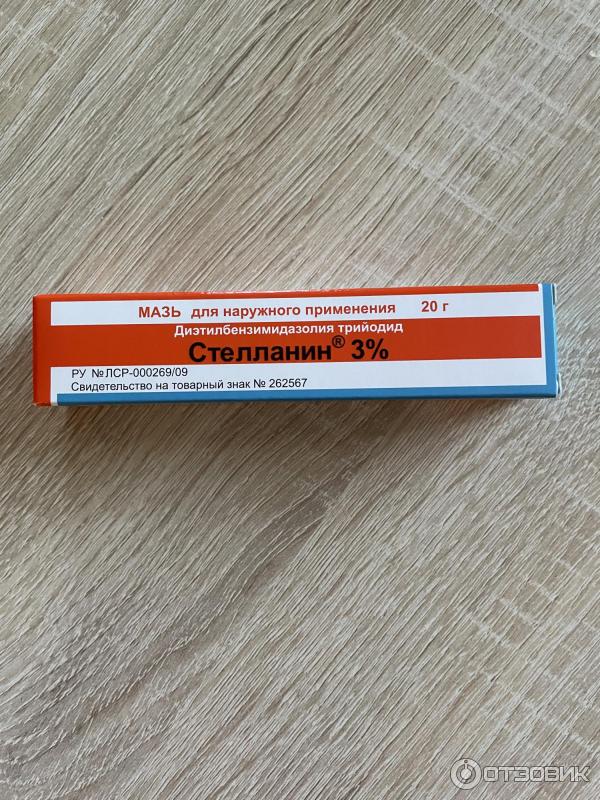 МАЗЬ для наружного применения 20 г
Диэтилбензимидазолия трийодид
Стелланин® 3%
РУ №ЛСР-000269/09
Свидетельство на товарный знак № 262567
ОТЗОВИК